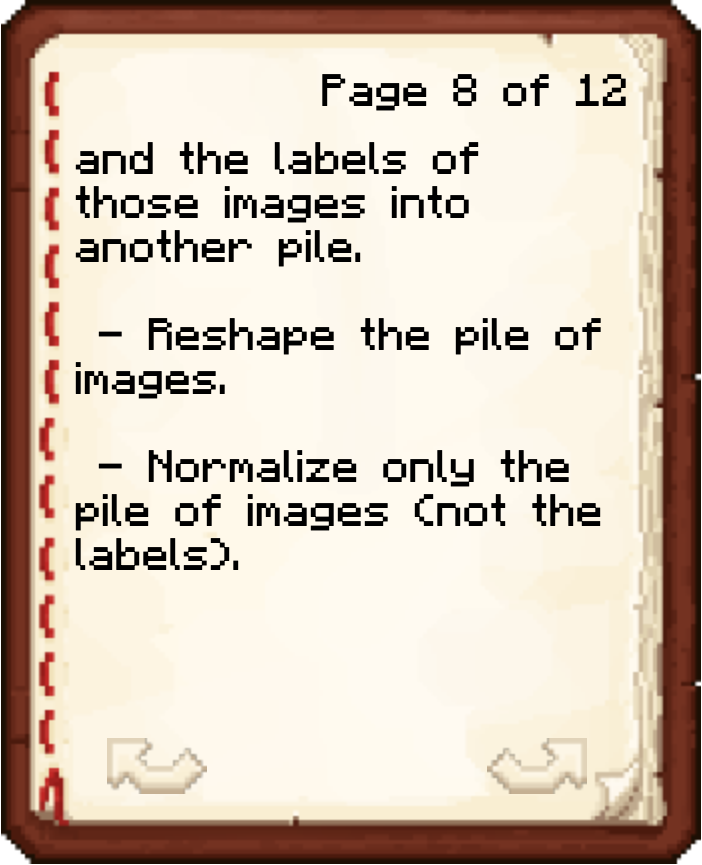 Page 8 of 12
and the labels of
those images into
another pile.
- Reshape the pile of
images.
- Normalize only the
pile of images (not the
labels).